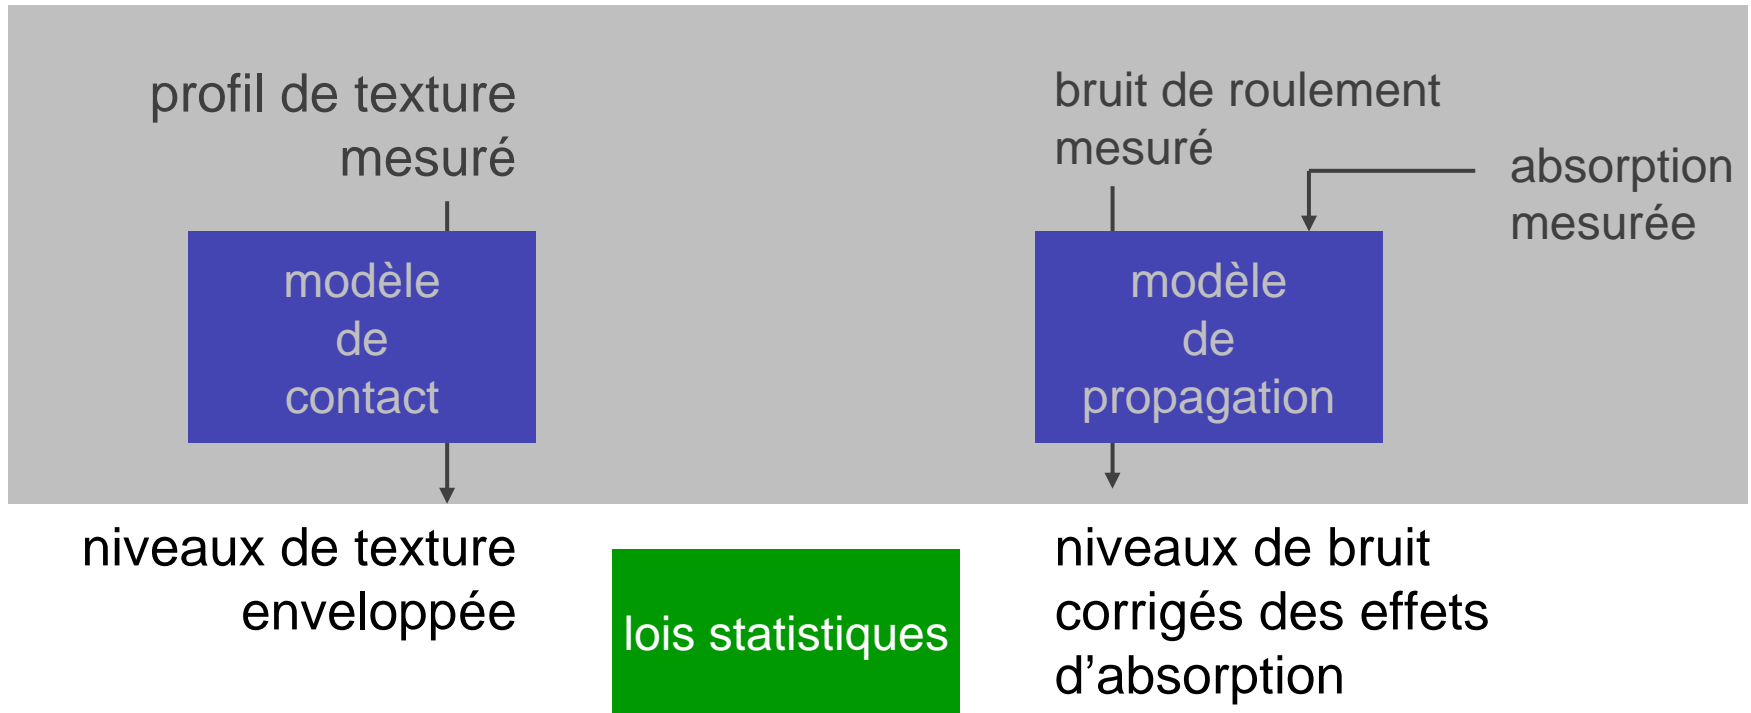 profil de texture
mesuré
bruit de roulement
mesuré
absorption
mesurée
modèle
de
contact
modèle
de
propagation
niveaux de texture
enveloppée
lois statistiques
niveaux de bruit
corrigés des effets
d’absorption